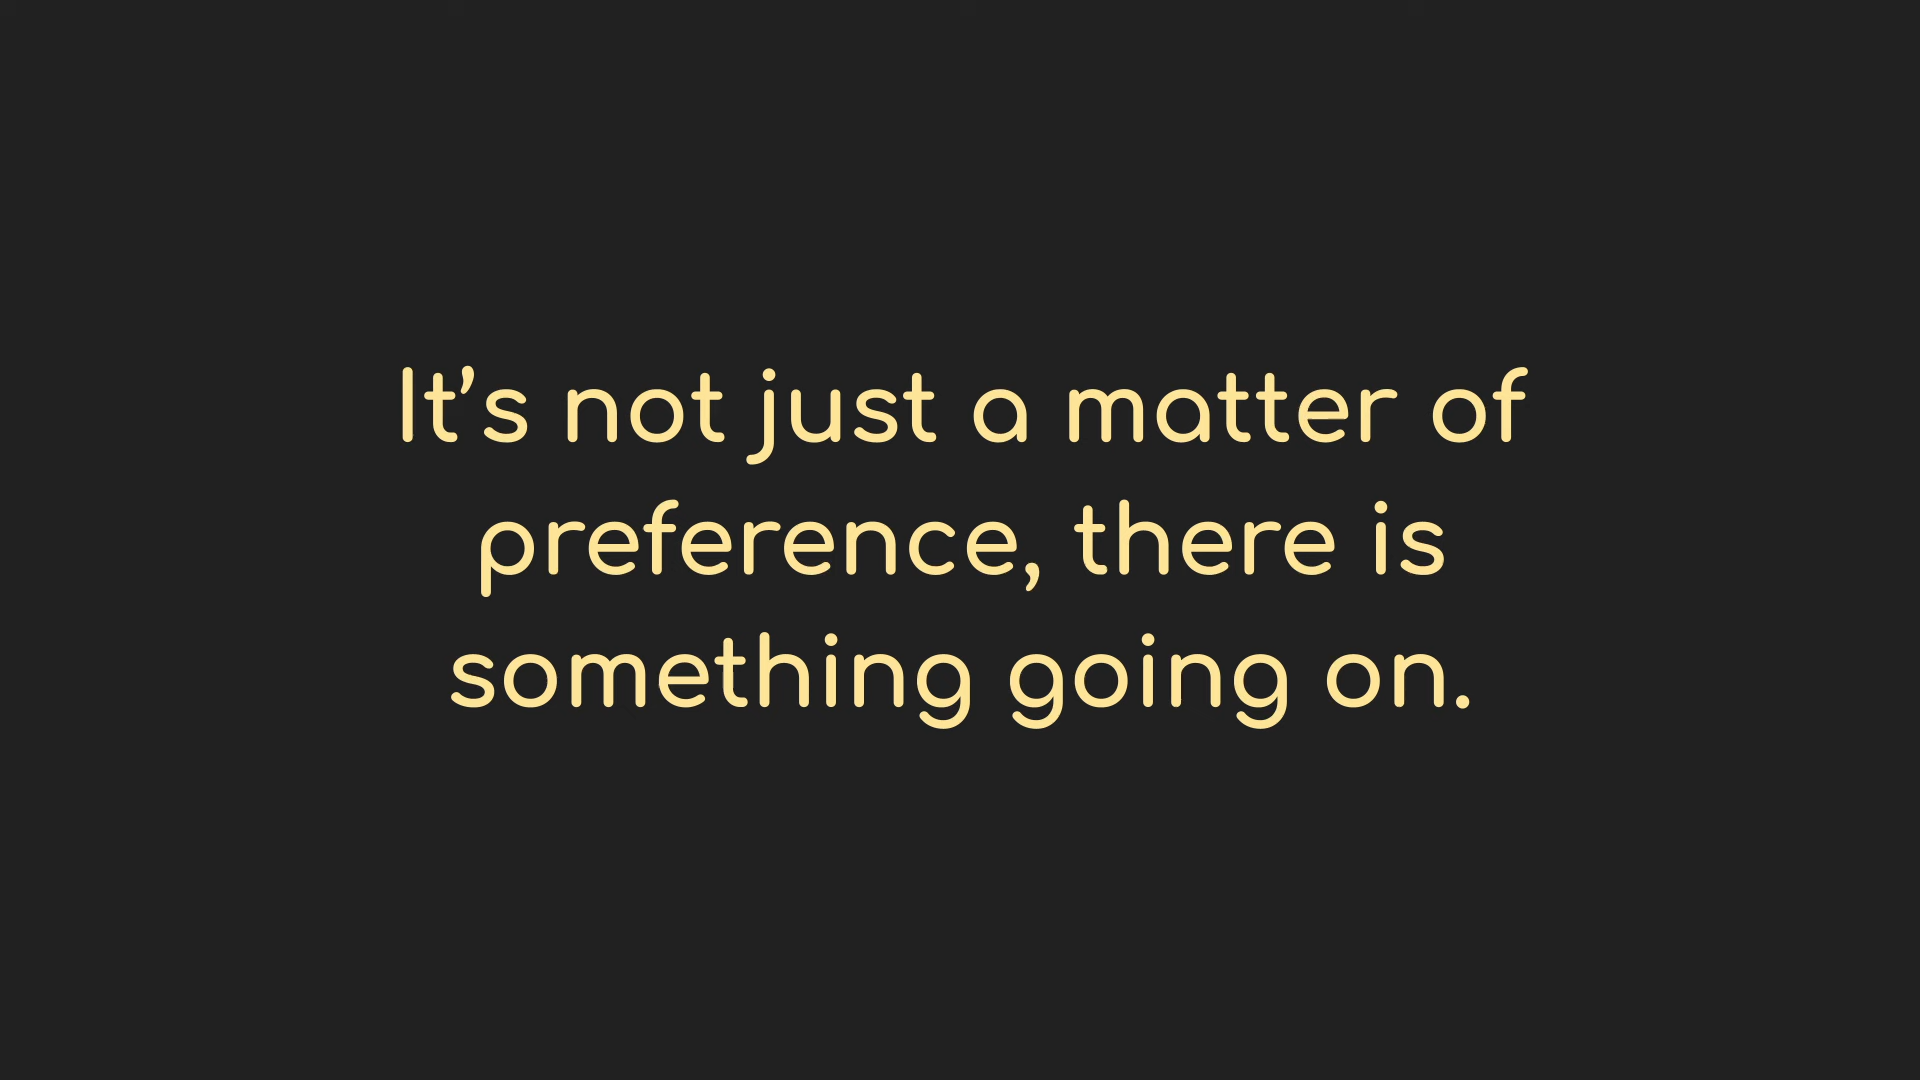 It’s not just a matter of
preference, there is
something going on.